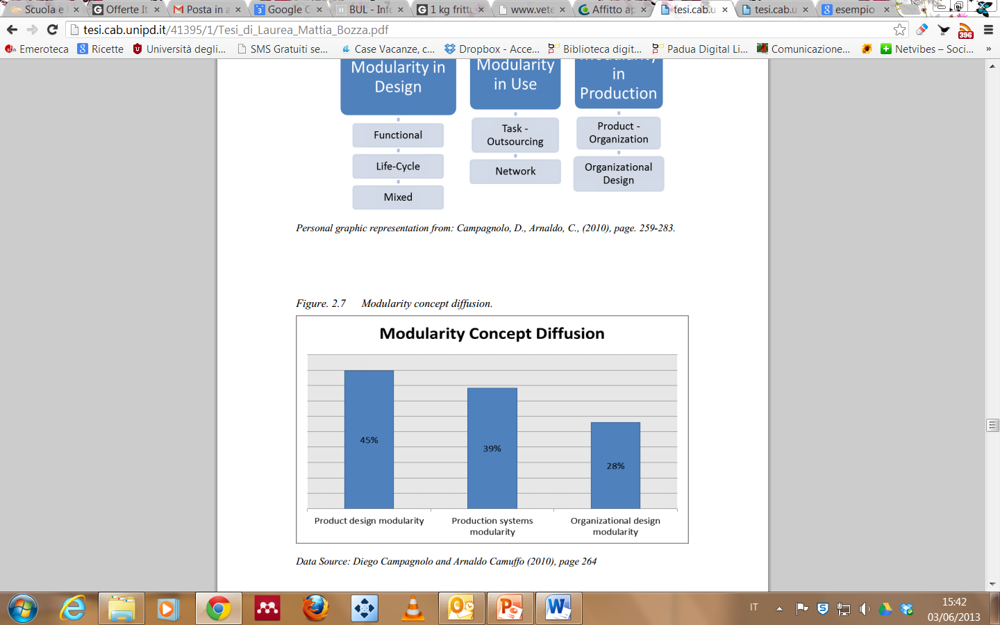 Scuola e
Offerte It
Posta in a
Google C
BUL - Info
1 kg frittu
www.vete
Affitto ap
tesi.cab.u
tesi.cab.u
esempio
tesi.cab.unipd.it/41395/1/Tesi_di_Laurea_Mattia_Bozza.pdf
396
Emeroteca
Ricette
Università degli...
SMS Gratuiti se...
Case Vacanze, c...
Dropbox - Acce...
Biblioteca digit...
Padua Digital Li...
Comunicazione...
Netvibes – Soci...
»
Modularity in
Design
Functional
Life-Cycle
Mixed
Modularity
in Use
Task -
Outsourcing
Network
Modularity
in
Production
Product -
Organization
Organizational
Design
Personal graphic representation from: Campagnolo, D., Arnaldo, C., (2010), page. 259-283.
Figure. 2.7 Modularity concept diffusion.
Modularity Concept Diffusion
45%
39%
28%
Product design modularity
Production systems
modularity
Organizational design
modularity
Data Source: Diego Campagnolo and Arnaldo Camuffo (2010), page 264
IT
15:42
03/06/2013